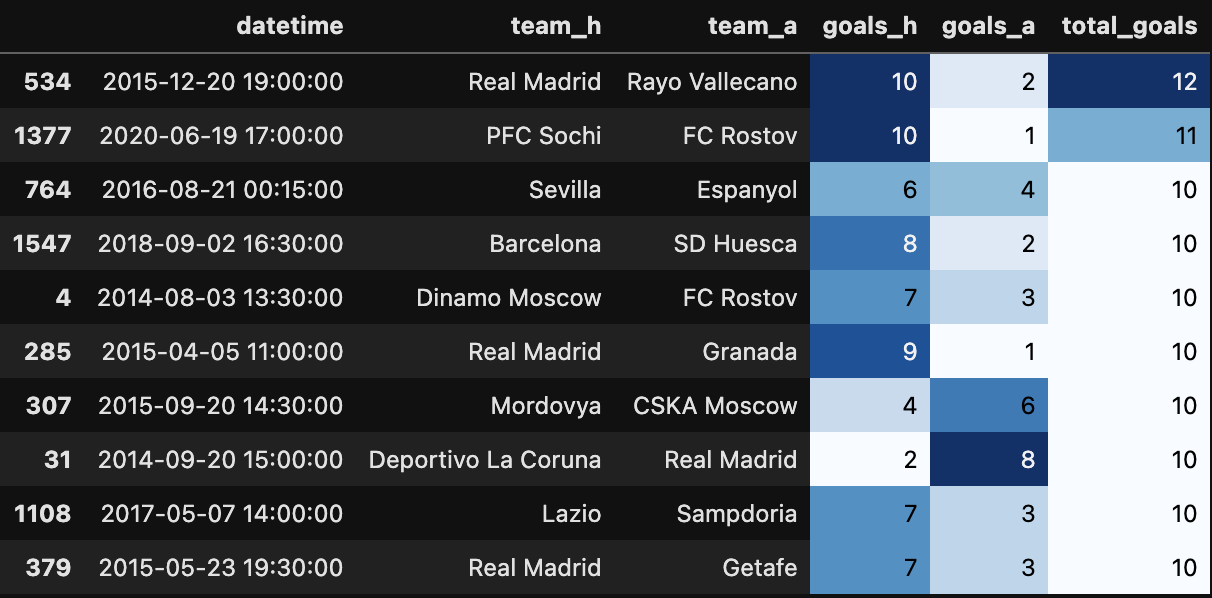 datetime team_h team_a goals_h goals_a total_goals
534 2015-12-20 19:00:00 Real Madrid Rayo Vallecano 10 2 12
1377 2020-06-19 17:00:00 PFC Sochi FC Rostov 10 1 11
764 2016-08-21 00:15:00 Sevilla Espanyol 6 4 10
1547 2018-09-02 16:30:00 Barcelona SD Huesca 8 2 10
4 2014-08-03 13:30:00 Dinamo Moscow FC Rostov 7 3 10
285 2015-04-05 11:00:00 Real Madrid Granada 9 1 10
307 2015-09-20 14:30:00 Mordovya CSKA Moscow 4 6 10
31 2014-09-20 15:00:00 Deportivo La Coruna Real Madrid 2 8 10
1108 2017-05-07 14:00:00 Lazio Sampdoria 7 3 10
379 2015-05-23 19:30:00 Real Madrid Getafe 7 3 10